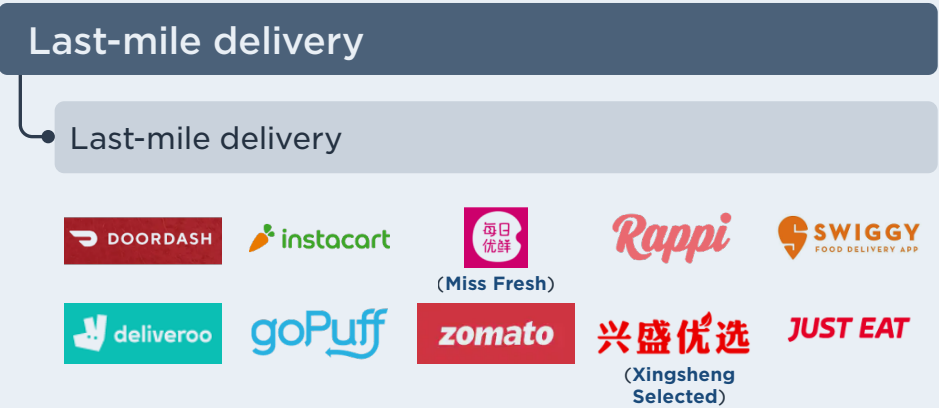 Last-mile delivery
Last-mile delivery
DOORDASH
instacart
每日
优鲜
(Miss Fresh)
Rappi
SWIGGY
FOOD DELIVERY APP
deliveroo
goPuff
zomato
兴盛优选
(Xingsheng
Selected)
JUST EAT